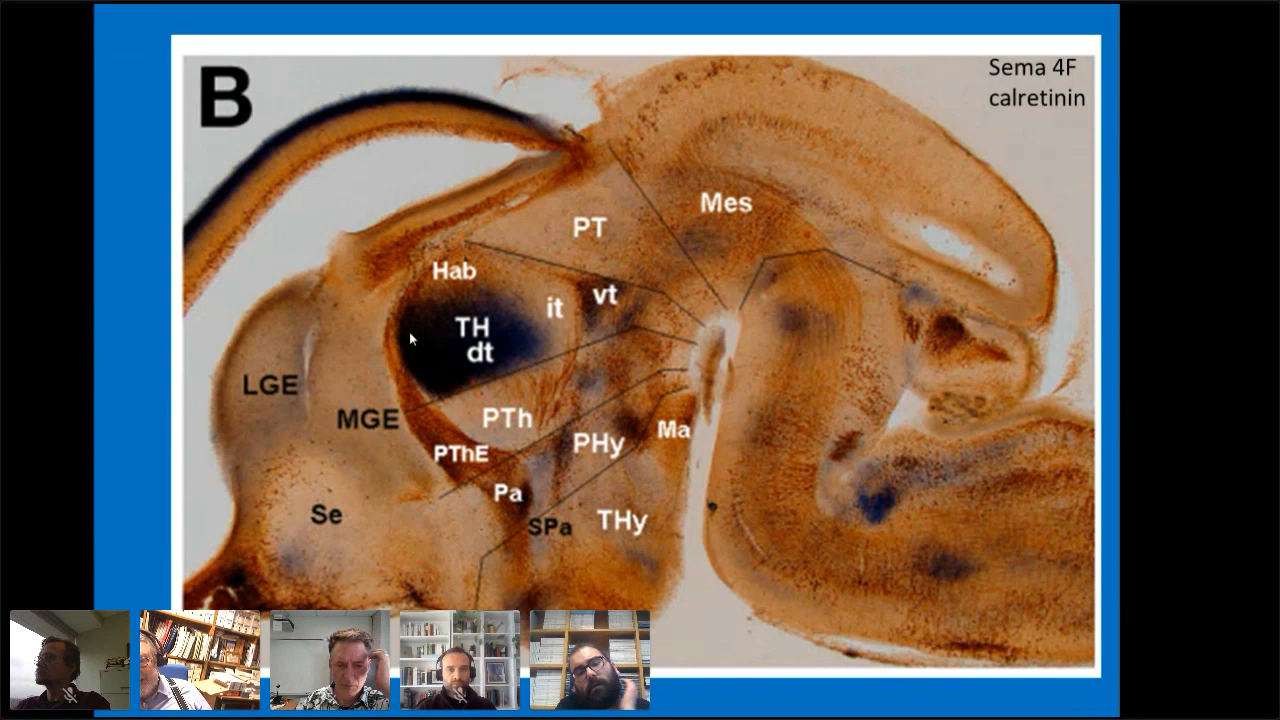 B
Sema 4F
calretinin
Mes
PT
Hab
vt
it
TH
dt
LGE
MGE
PTh
PHy
Ma
PThE
Pa
Se
SPa
THy